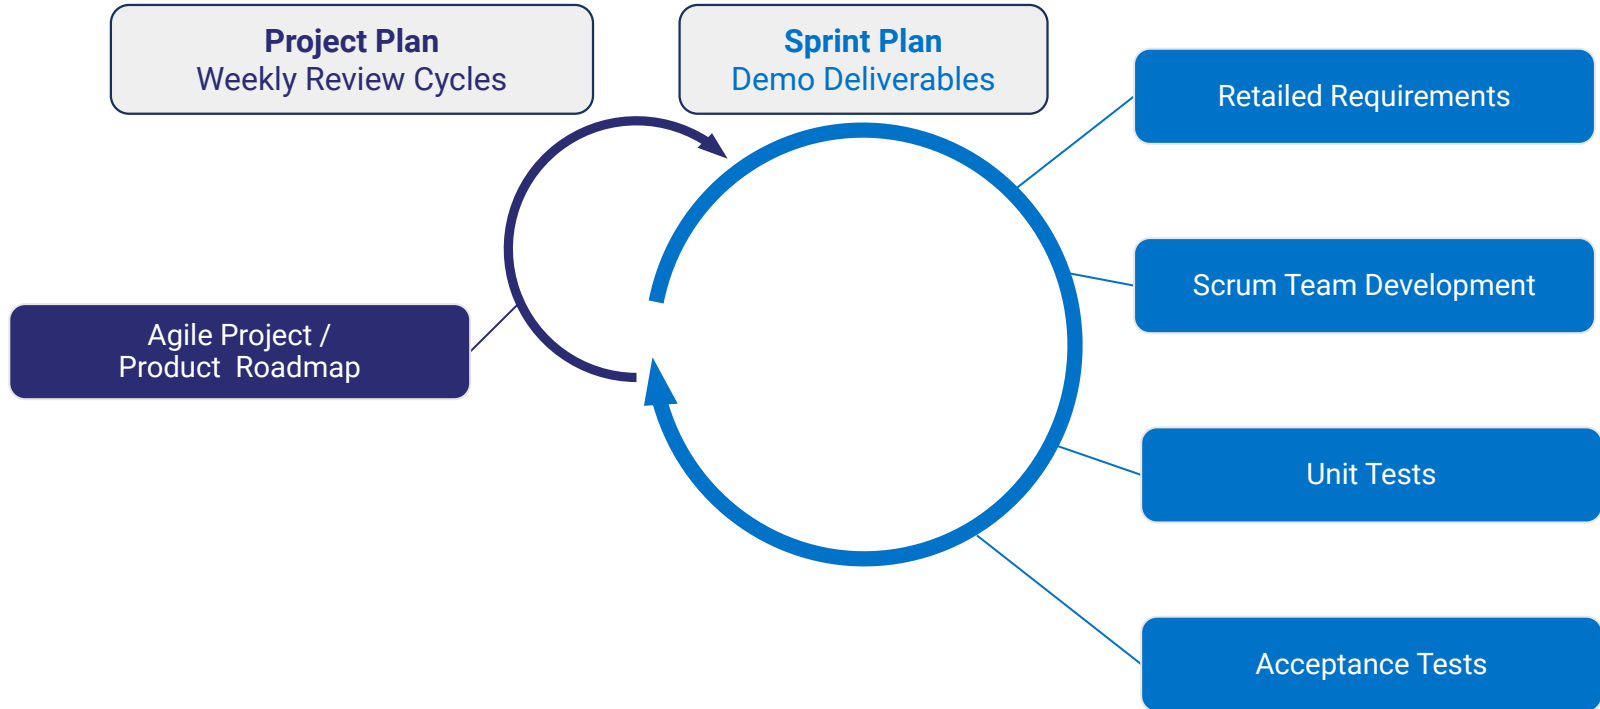 Project Plan
Weekly Review Cycles
Sprint Plan
Demo Deliverables
Retailed Requirements
Scrum Team Development
Agile Project /
Product  Roadmap
Unit Tests
Acceptance Tests